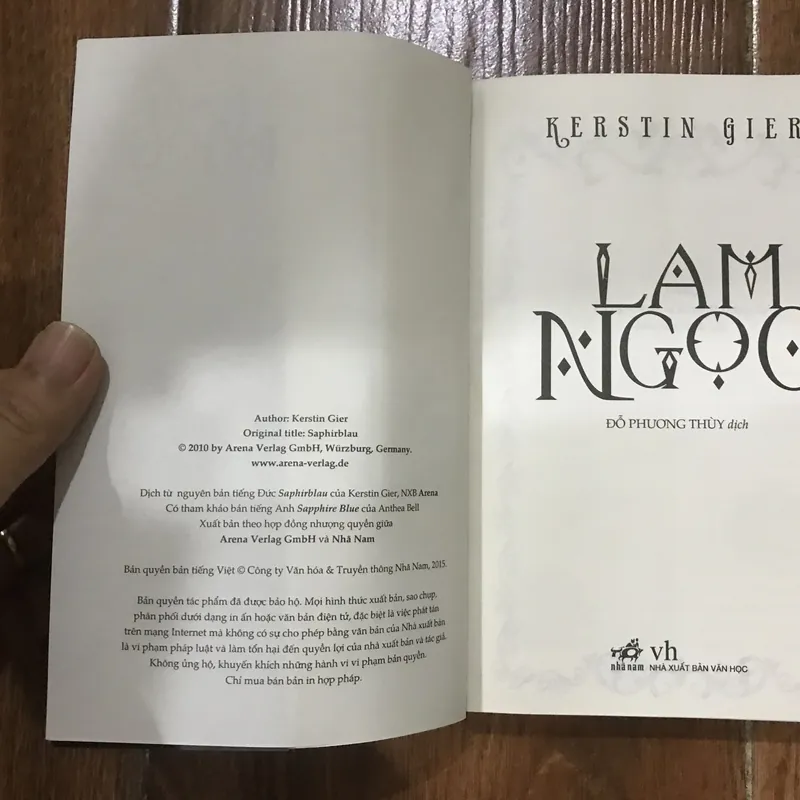 Author: Kerstin Gier
Original title: Saphirblau
© 2010 by Arena Verlag GmbH, Würzburg, Germany.
www.arena-verlag.de
Dịch từ nguyên bản tiếng Đức Saphirblau của Kerstin Gier, NXB Arena
Có tham khảo bản tiếng Anh Sapphire Blue của Anthea Bell
Xuất bản theo hợp đồng nhượng quyền giữa
Arena Verlag GmbH và Nhã Nam
Bản quyền bản tiếng Việt © Công ty Văn hóa & Truyền thông Nhã Nam, 2015.
Bản quyền tác phẩm đã được bảo hộ. Mọi hình thức xuất bản, sao chụp,
phân phối dưới dạng in ấn hoặc văn bản điện tử, đặc biệt là việc phát tán
trên mạng Internet mà không có sự cho phép bằng văn bản của Nhà xuất bản
là vi phạm pháp luật và làm tổn hại đến quyền lợi của nhà xuất bản và tác giả.
Không ủng hộ, khuyến khích những hành vi vi phạm bản quyền.
Chỉ mua bán bản in hợp pháp.
KERSTIN GIER
LAM
NGỌC
ĐỖ PHƯƠNG THÙY dịch
nhã nam
vh
NHÀ XUẤT BẢN VĂN HỌC